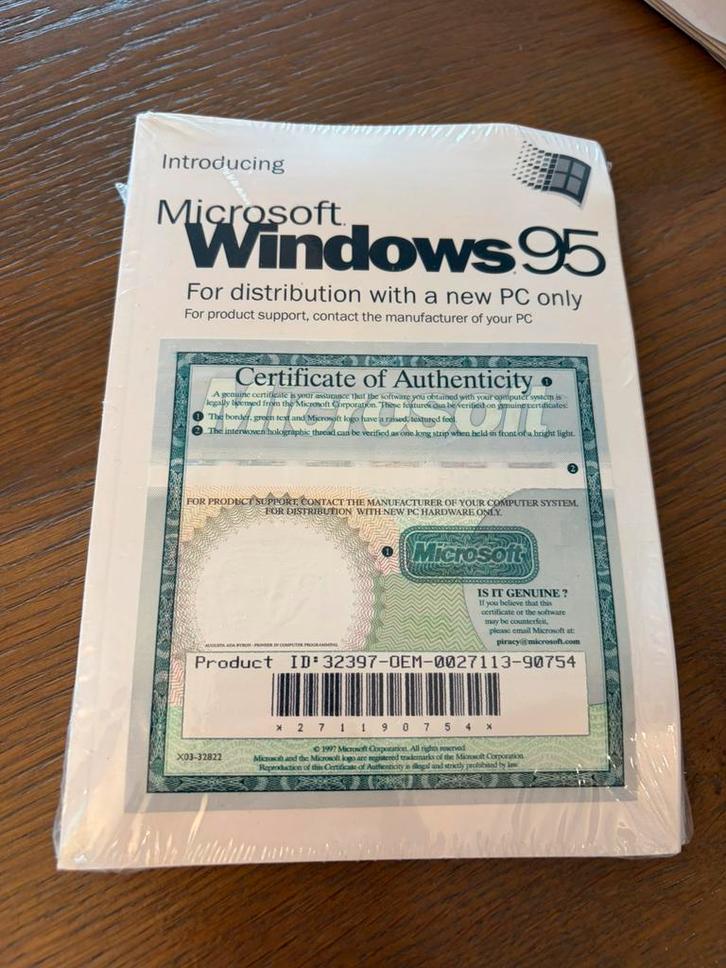 Introducing
Microsoft
Windows 95
For distribution with a new PC only
For product support, contact the manufacturer of your PC
Microsoft
Certificate of Authenticity 1
A genuine certificate is your assurance that the software you obtained with your computer system is
legally licensed from the Microsoft Corporation. These features can be verified on genuine certificates:
1 The border, green text and Microsoft logo have a raised, textured feel.
2 The interwoven holographic thread can be verified as one long strip when held in front of a bright light.
2
FOR PRODUCT SUPPORT, CONTACT THE MANUFACTURER OF YOUR COMPUTER SYSTEM.
FOR DISTRIBUTION WITH NEW PC HARDWARE ONLY.
1 Microsoft
IS IT GENUINE ?
If you believe that this
certificate or the software
may be counterfeit,
please email Microsoft at:
piracy@microsoft.com
AUGUSTA ADA BYRON - PIONEER IN COMPUTER PROGRAMMING
Product ID:32397-OEM-0027113-90754
* 2 7 1 1 9 0 7 5 4 *
© 1997 Microsoft Corporation. All rights reserved
X03-32822
Microsoft and the Microsoft logo are registered trademarks of the Microsoft Corporation
Reproduction of this Certificate of Authenticity is illegal and strictly prohibited by law